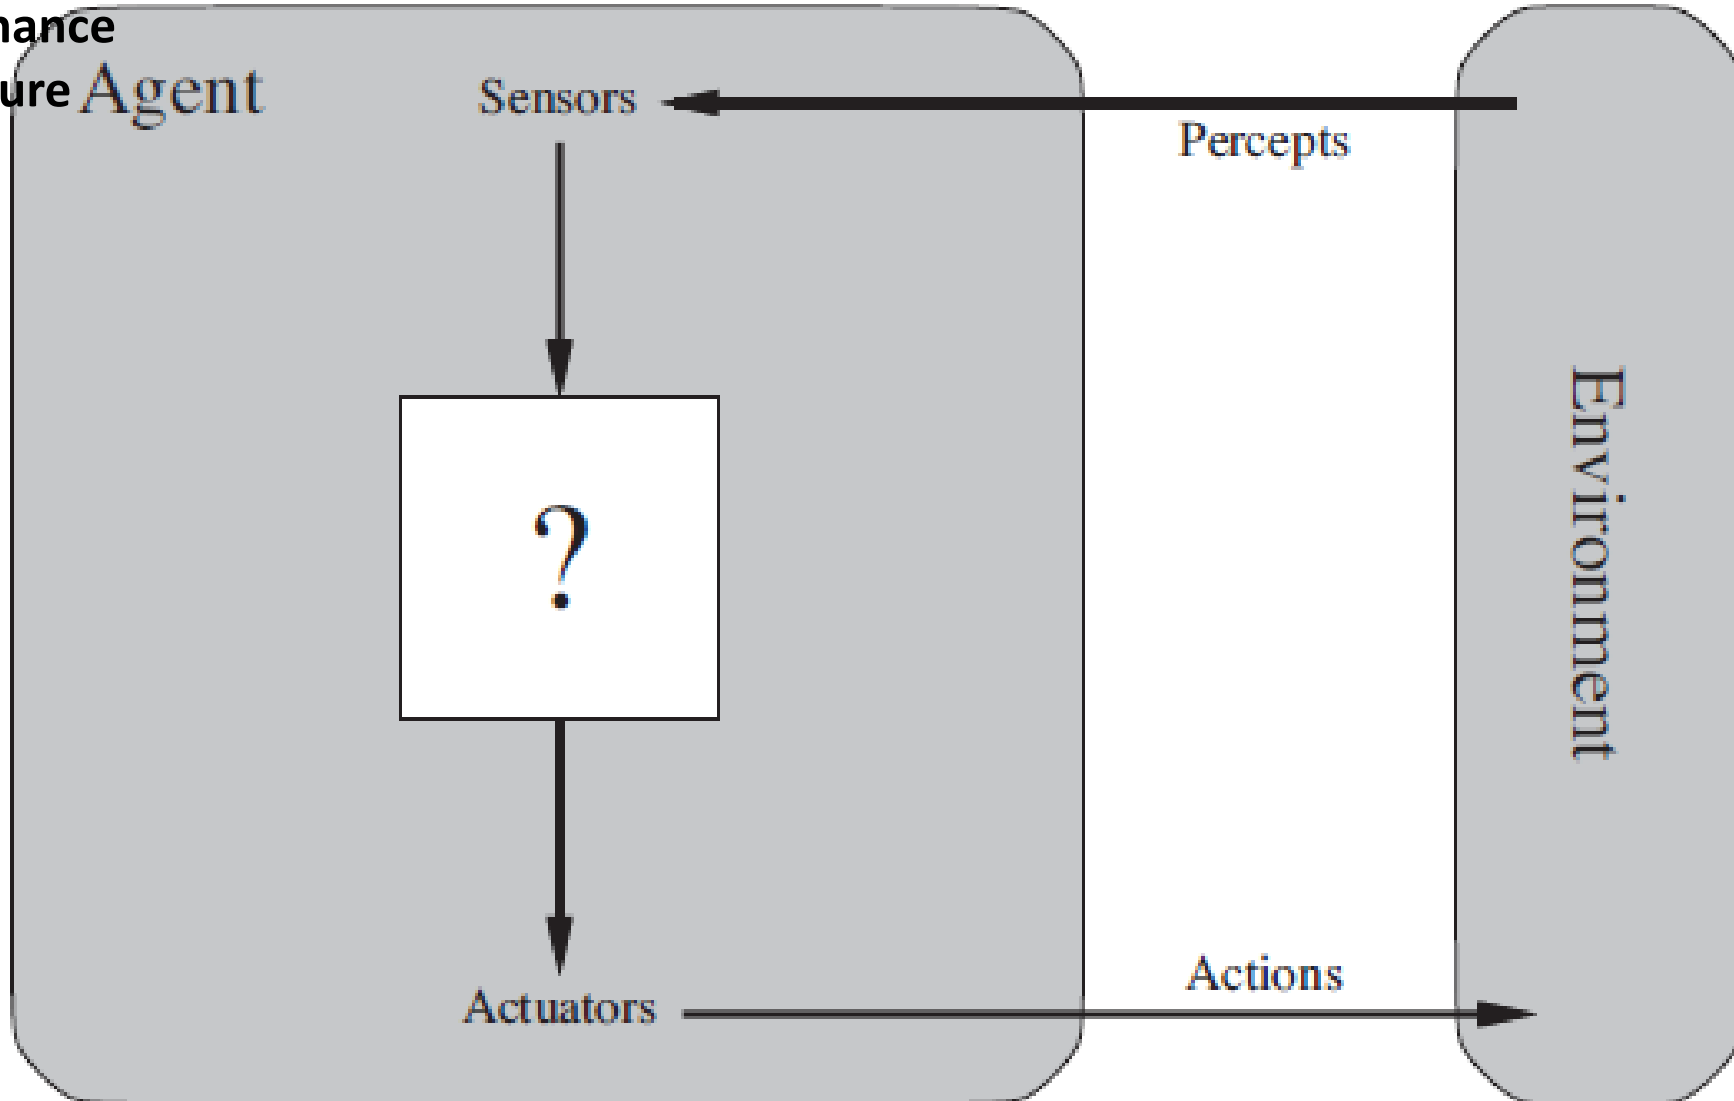 nance
ure
Agent
Sensors
Percepts
?
Environment
Actions
Actuators